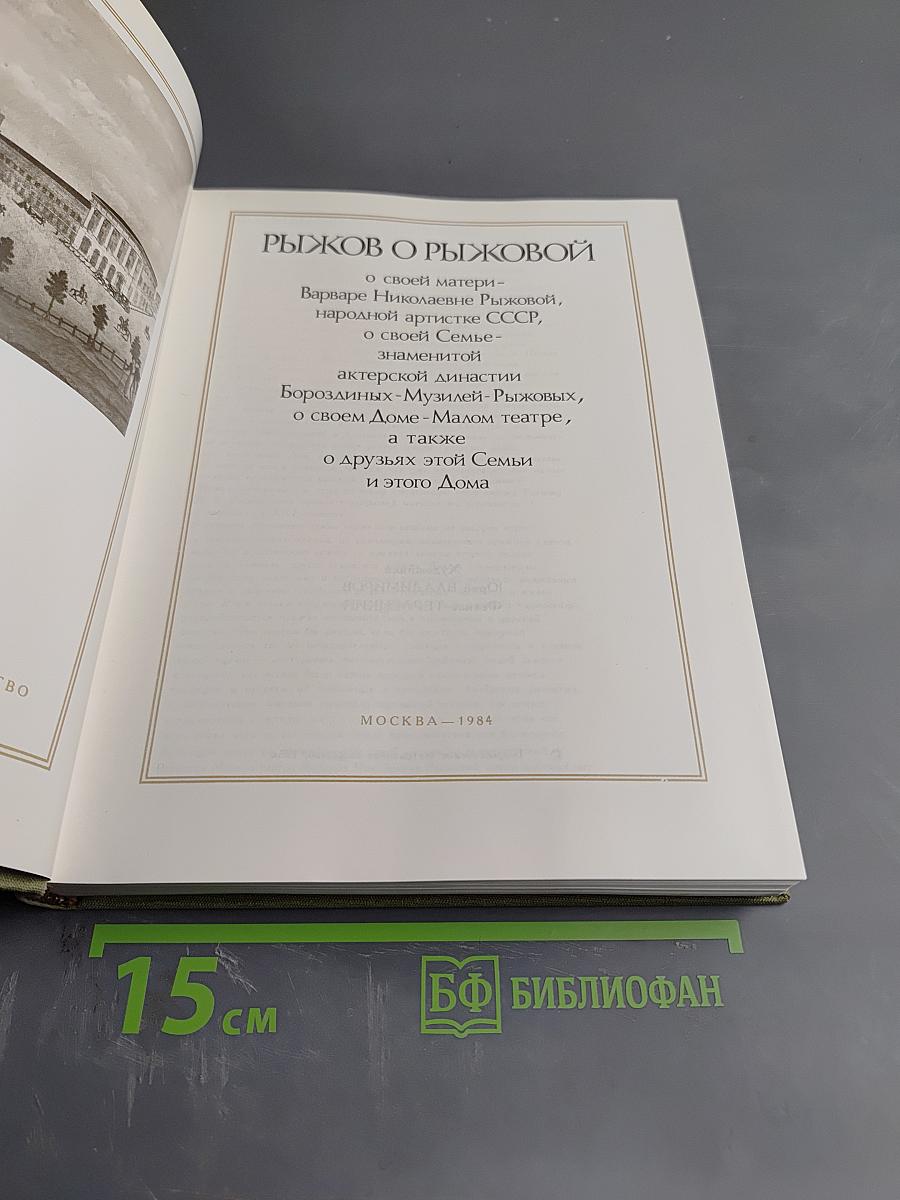 ТВО
РЫЖОВ О РЫЖОВОЙ
о своей матери-
Варваре Николаевне Рыжовой,
народной артистке СССР,
о своей Семье-
знаменитой
актерской династии
Бороздиных-Музилей-Рыжовых,
о своем Доме-Малом театре,
а также
о друзьях этой Семьи
и этого Дома
МОСКВА—1984
15 см
БФ БИБЛИОФАН